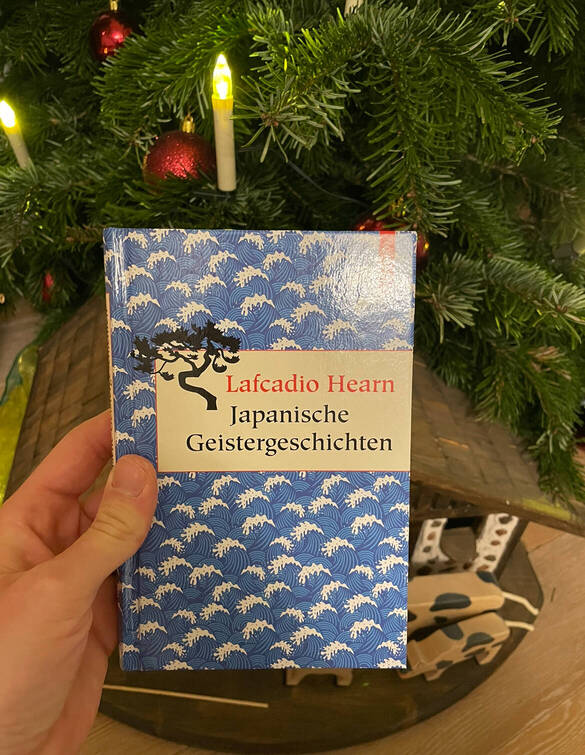 Lafcadio Hearn
Japanische
Geistergeschichten